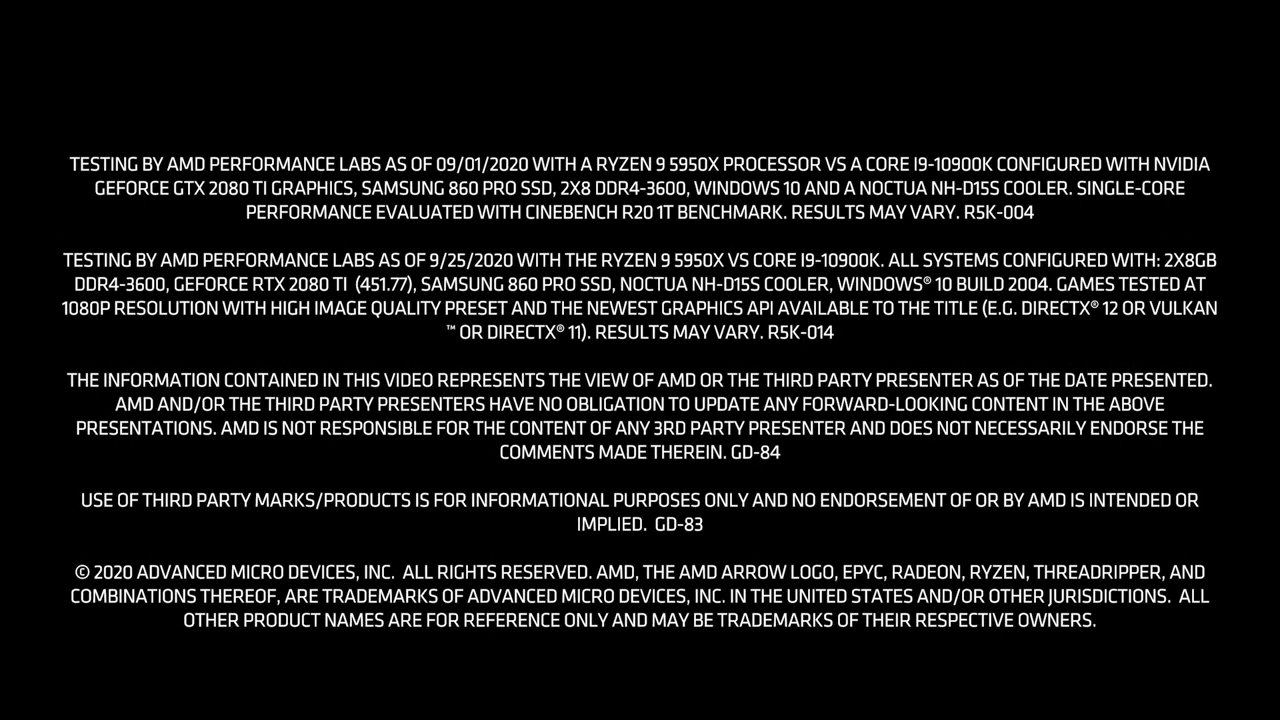 TESTING BY AMD PERFORMANCE LABS AS OF 09/01/2020 WITH A RYZEN 9 5950X PROCESSOR VS A CORE I9-10900K CONFIGURED WITH NVIDIA
GEFORCE GTX 2080 TI GRAPHICS, SAMSUNG 860 PRO SSD, 2X8 DDR4-3600, WINDOWS 10 AND A NOCTUA NH-D15S COOLER. SINGLE-CORE
PERFORMANCE EVALUATED WITH CINEBENCH R20 1T BENCHMARK. RESULTS MAY VARY. R5K-004
TESTING BY AMD PERFORMANCE LABS AS OF 9/25/2020 WITH THE RYZEN 9 5950X VS CORE I9-10900K. ALL SYSTEMS CONFIGURED WITH: 2X8GB
DDR4-3600, GEFORCE RTX 2080 TI (451.77), SAMSUNG 860 PRO SSD, NOCTUA NH-D15S COOLER, WINDOWS® 10 BUILD 2004. GAMES TESTED AT
1080P RESOLUTION WITH HIGH IMAGE QUALITY PRESET AND THE NEWEST GRAPHICS API AVAILABLE TO THE TITLE (E.G. DIRECTX® 12 OR VULKAN
™ OR DIRECTX® 11). RESULTS MAY VARY. R5K-014
THE INFORMATION CONTAINED IN THIS VIDEO REPRESENTS THE VIEW OF AMD OR THE THIRD PARTY PRESENTER AS OF THE DATE PRESENTED.
AMD AND/OR THE THIRD PARTY PRESENTERS HAVE NO OBLIGATION TO UPDATE ANY FORWARD-LOOKING CONTENT IN THE ABOVE
PRESENTATIONS. AMD IS NOT RESPONSIBLE FOR THE CONTENT OF ANY 3RD PARTY PRESENTER AND DOES NOT NECESSARILY ENDORSE THE
COMMENTS MADE THEREIN. GD-84
USE OF THIRD PARTY MARKS/PRODUCTS IS FOR INFORMATIONAL PURPOSES ONLY AND NO ENDORSEMENT OF OR BY AMD IS INTENDED OR
IMPLIED. GD-83
© 2020 ADVANCED MICRO DEVICES, INC. ALL RIGHTS RESERVED. AMD, THE AMD ARROW LOGO, EPYC, RADEON, RYZEN, THREADRIPPER, AND
COMBINATIONS THEREOF, ARE TRADEMARKS OF ADVANCED MICRO DEVICES, INC. IN THE UNITED STATES AND/OR OTHER JURISDICTIONS. ALL
OTHER PRODUCT NAMES ARE FOR REFERENCE ONLY AND MAY BE TRADEMARKS OF THEIR RESPECTIVE OWNERS.